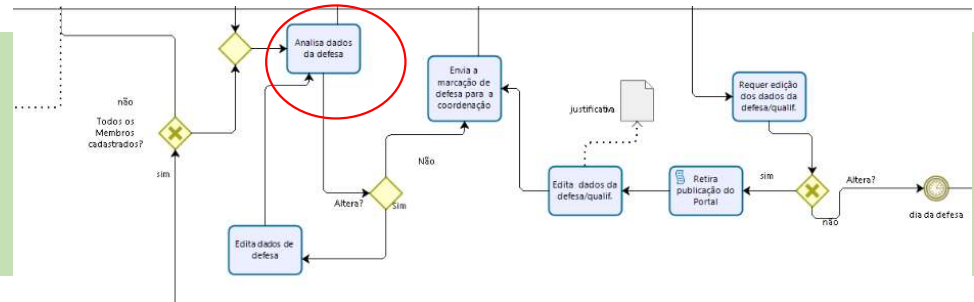 não
Todos os
Membros
cadastrados?
sim
Analisa dados
da defesa
Altera?
Sim
Não
Edita dados de
defesa
Envia a
marcação de
defesa para a
coordenação
justificativa
Edita dados da
defesa/qualif.
Retira
publicação do
Portal
sim
Requer edição
dos dados da
defesa/qualif.
Altera?
não
dia da defesa